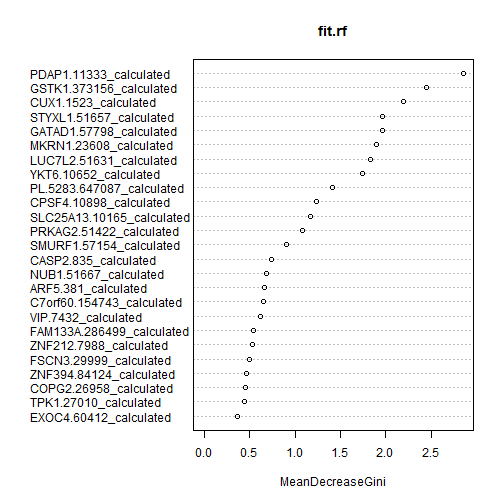 fit.rf
PDAP1.11333_calculated
GSTK1.373156_calculated
CUX1.1523_calculated
STYXL1.51657_calculated
GATAD1.57798_calculated
MKRN1.23608_calculated
LUC7L2.51631_calculated
YKT6.10652_calculated
PL.5283.647087_calculated
CPSF4.10898_calculated
SLC25A13.10165_calculated
PRKAG2.51422_calculated
SMURF1.57154_calculated
CASP2.835_calculated
NUB1.51667_calculated
ARF5.381_calculated
C7orf60.154743_calculated
VIP.7432_calculated
FAM133A.286499_calculated
ZNF212.7988_calculated
FSCN3.29999_calculated
ZNF394.84124_calculated
COPG2.26958_calculated
TPK1.27010_calculated
EXOC4.60412_calculated
0.0 0.5 1.0 1.5 2.0 2.5
MeanDecreaseGini